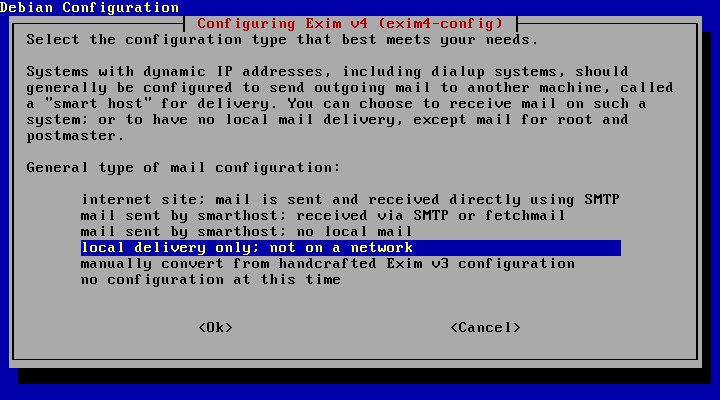 Debian Configuration
Configuring Exim v4 (exim4-config)
Select the configuration type that best meets your needs.
Systems with dynamic IP addresses, including dialup systems, should
generally be configured to send outgoing mail to another machine, called
a "smart host" for delivery. You can choose to receive mail on such a
system; or to have no local mail delivery, except mail for root and
postmaster.
General type of mail configuration:
internet site; mail is sent and received directly using SMTP
mail sent by smarthost; received via SMTP or fetchmail
mail sent by smarthost; no local mail
local delivery only; not on a network
manually convert from handcrafted Exim v3 configuration
no configuration at this time
<Ok> <Cancel>